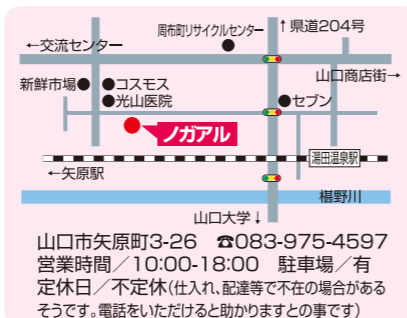 周布町リサイクルセンター
↑県道204号
←交流センター
山口商店街→
新鮮市場●
●コスモス
●光山医院
●セブン
ノガアル
湯田温泉駅
←矢原駅
椹野川
山口大学↓
山口市矢原町3-26　☎083-975-4597
営業時間／10:00-18:00　駐車場／有
定休日／不定休(仕入れ、配達等で不在の場合がある
そうです。電話をいただけると助かりますとの事です)